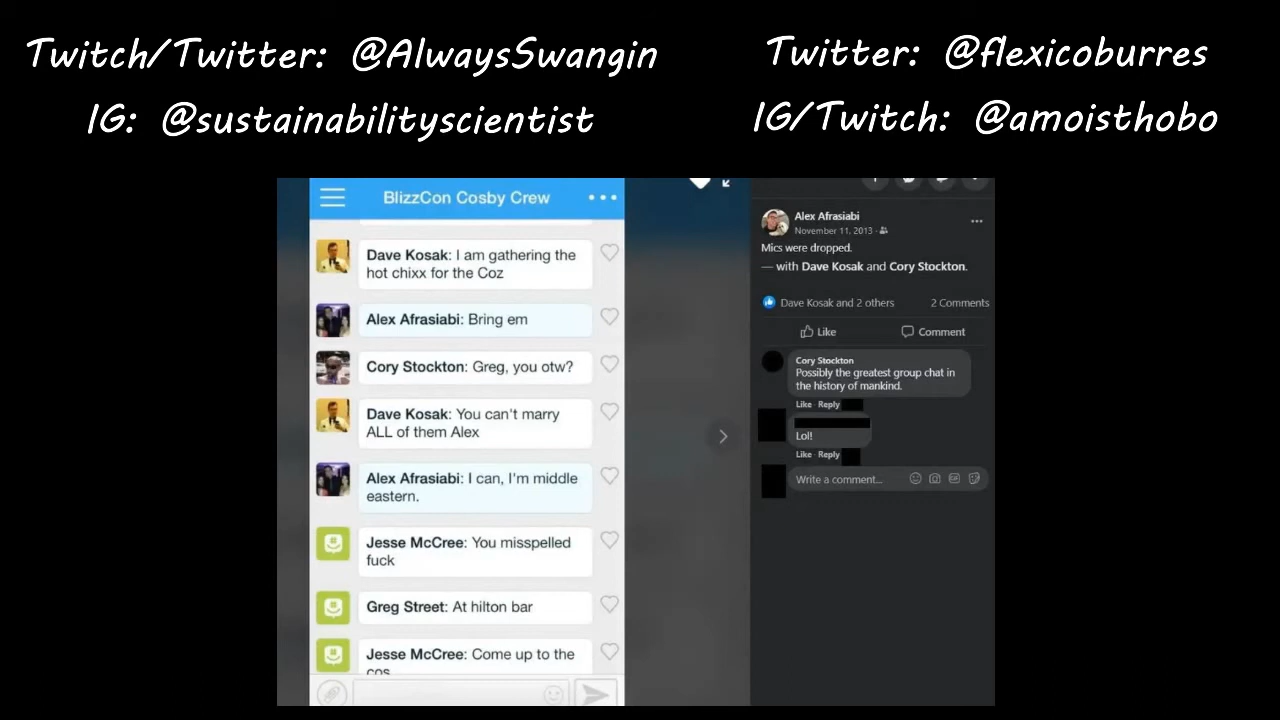 Twitch/Twitter: @AlwaysSwangin
IG: @sustainabilityscientist
Twitter: @flexicoburres
IG/Twitch: @amoisthobo
BlizzCon Cosby Crew
Dave Kosak: I am gathering the
hot chixx for the Coz
Alex Afrasiabi: Bring em
Cory Stockton: Greg, you otw?
Dave Kosak: You can't marry
ALL of them Alex
Alex Afrasiabi: I can, I'm middle
eastern.
Jesse McCree: You misspelled
fuck
Greg Street: At hilton bar
Jesse McCree: Come up to the
cos
Alex Afrasiabi
November 11, 2013 ·
Mics were dropped.
— with Dave Kosak and Cory Stockton.
Dave Kosak and 2 others 2 Comments
Like Comment
Cory Stockton
Possibly the greatest group chat in
the history of mankind.
Like · Reply
Lol!
Like · Reply
Write a comment...
GIF